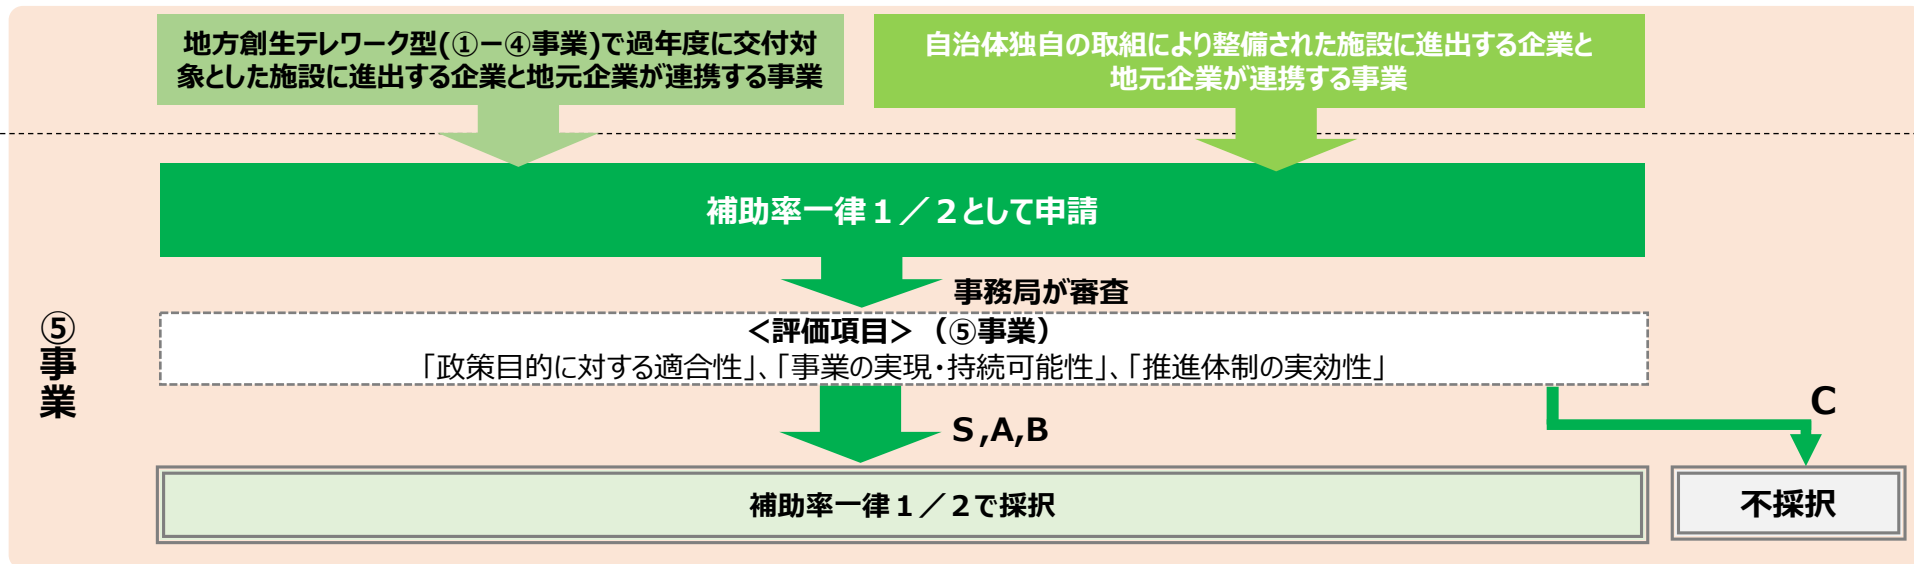 地方創生テレワーク型(①ー④事業)で過年度に交付対
象とした施設に進出する企業と地元企業が連携する事業
自治体独自の取組により整備された施設に進出する企業と
地元企業が連携する事業
補助率一律１／２として申請
事務局が審査
⑤事業
＜評価項目＞（⑤事業）
「政策目的に対する適合性」、「事業の実現・持続可能性」、「推進体制の実効性」
Ｓ,A,B
C
補助率一律１／２で採択
不採択